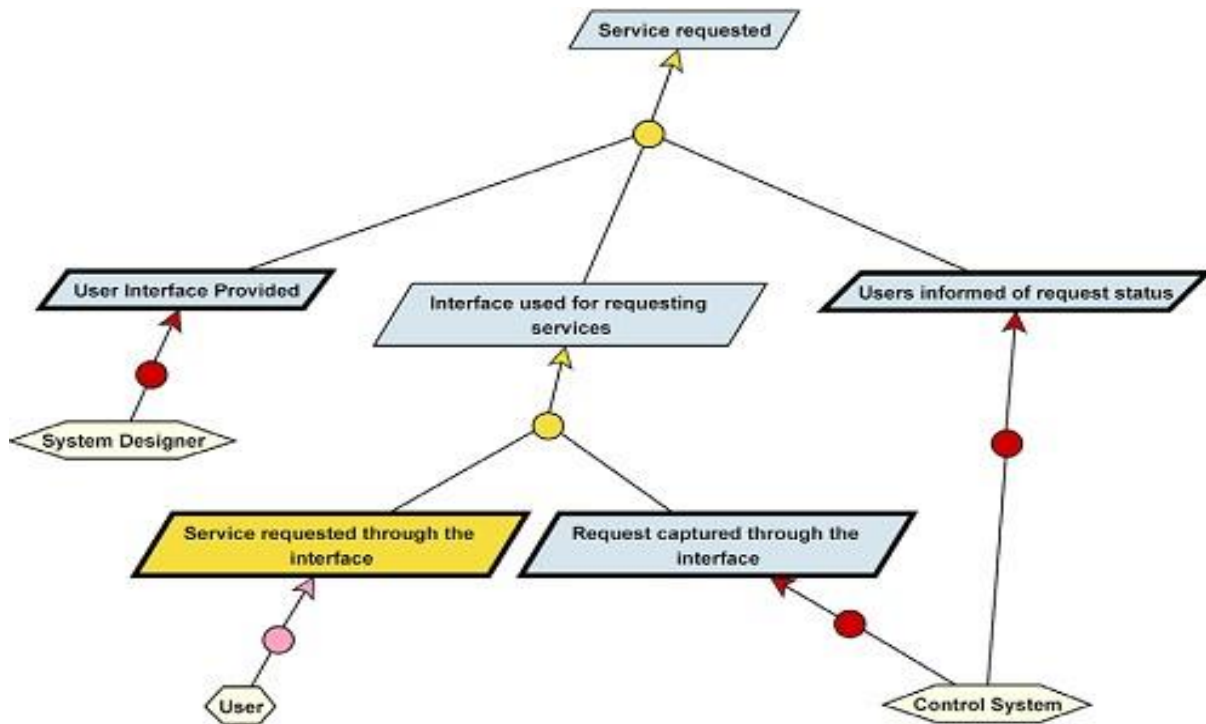 Service requested
User Interface Provided
Interface used for requesting
services
Users informed of request status
System Designer
Service requested through the
interface
Request captured through the
interface
User
Control System